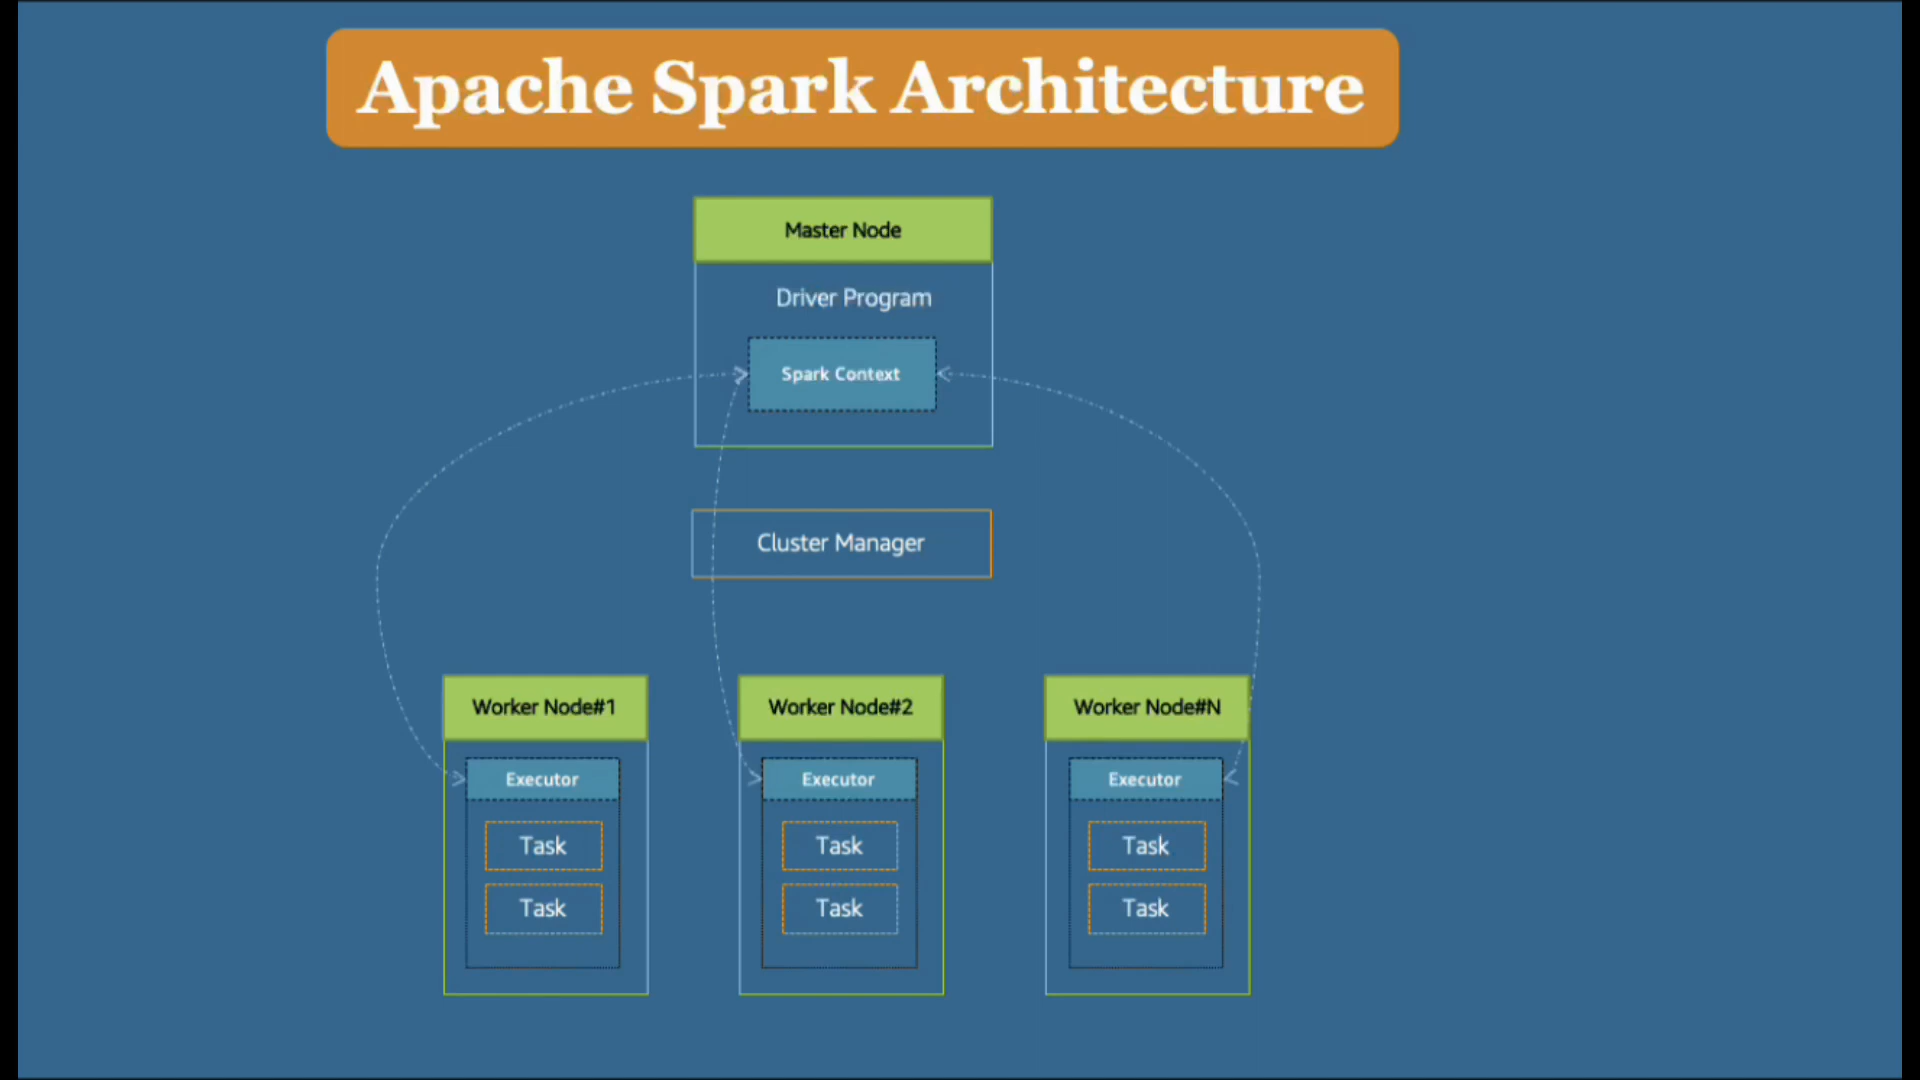 Apache Spark Architecture
Master Node
Driver Program
Spark Context
Cluster Manager
Worker Node#1
Executor
Task
Task
Worker Node#2
Executor
Task
Task
Worker Node#N
Executor
Task
Task